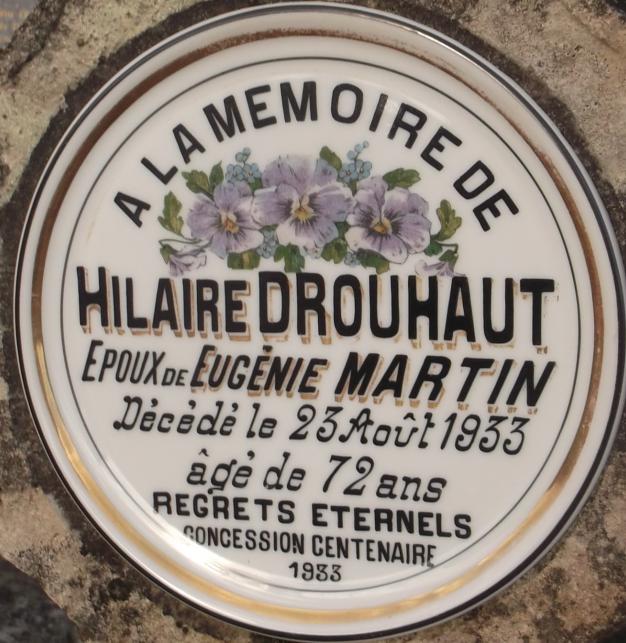 A LA MEMOIRE DE
HILAIRE DROUHAUT
EPOUX DE EUGÉNIE MARTIN
Décédé le 23 Août 1933
âgé de 72 ans
REGRETS ETERNELS
CONCESSION CENTENAIRE
1933